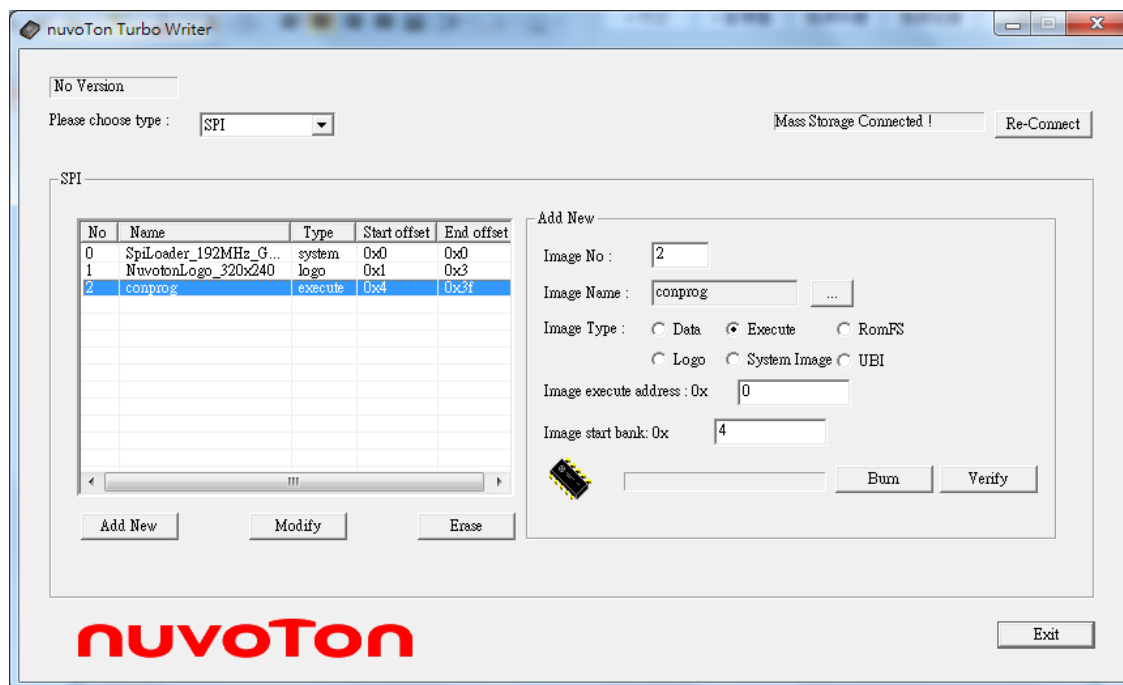 nuvoTon Turbo Writer
No Version
Please choose type :
SPI
Mass Storage Connected !
Re-Connect
SPI
No Name Type Start offset End offset
0 SpiLoader_192MHz_G... system 0x0 0x0
1 NuvotonLogo_320x240 logo 0x1 0x3
2 conprog execute 0x4 0x3f
Add New
Modify
Erase
Add New
Image No : 2
Image Name : conprog ...
Image Type : Data Execute RomFS
Logo System Image UBI
Image execute address : 0x 0
Image start bank: 0x 4
Burn
Verify
nuvoTon
Exit